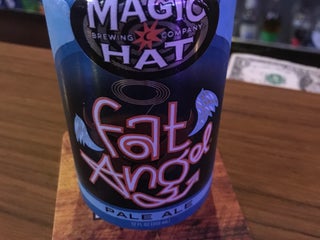 MAGIC
BREWING COMPANY
HAT
fat
Angel
PALE ALE